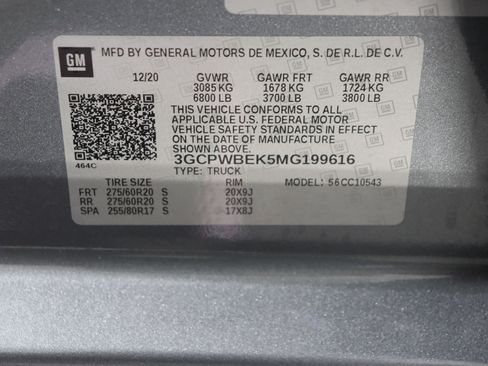 GM
MFD BY GENERAL MOTORS DE MEXICO, S. DE R.L. DE C.V.
12/20 GVWR GAWR FRT GAWR RR
3085 KG 1678 KG 1724 KG
6800 LB 3700 LB 3800 LB
THIS VEHICLE CONFORMS TO ALL
APPLICABLE U.S. FEDERAL MOTOR
VEHICLE SAFETY STANDARDS IN EFFECT
ON THE DATE OF MANUFACTURE SHOWN ABOVE.
464C 3GCPWBEK5MG199616
TYPE: TRUCK
TIRE SIZE RIM MODEL: 56CC10543
FRT 275/60R20 S 20X9J
RR 275/60R20 S 20X9J
SPA 255/80R17 S 17X8J